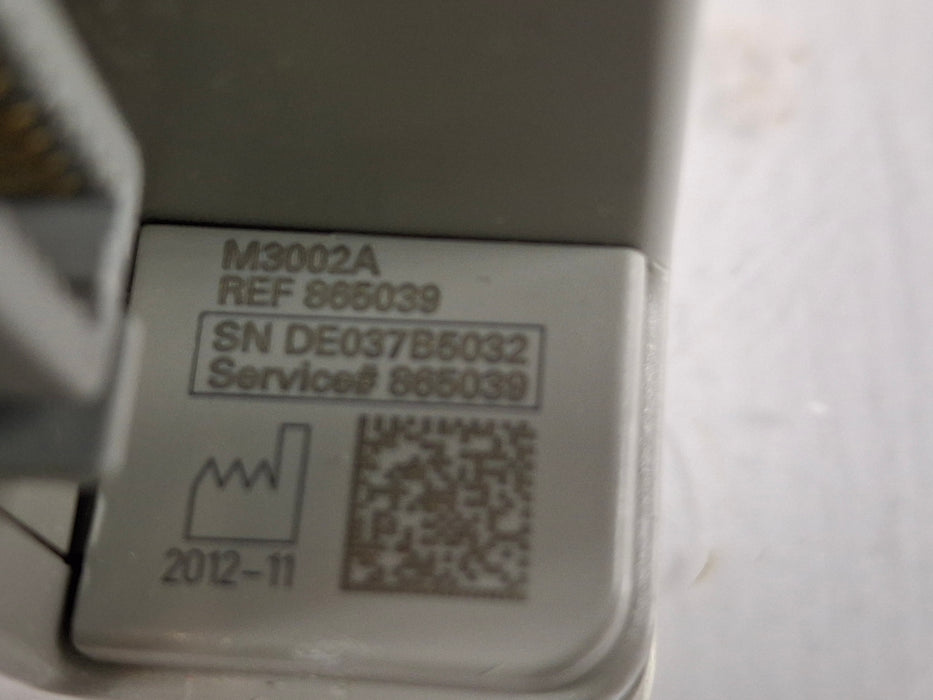 M3002A
REF 865039
SN DE037B5032
Service# 865039
2012-11